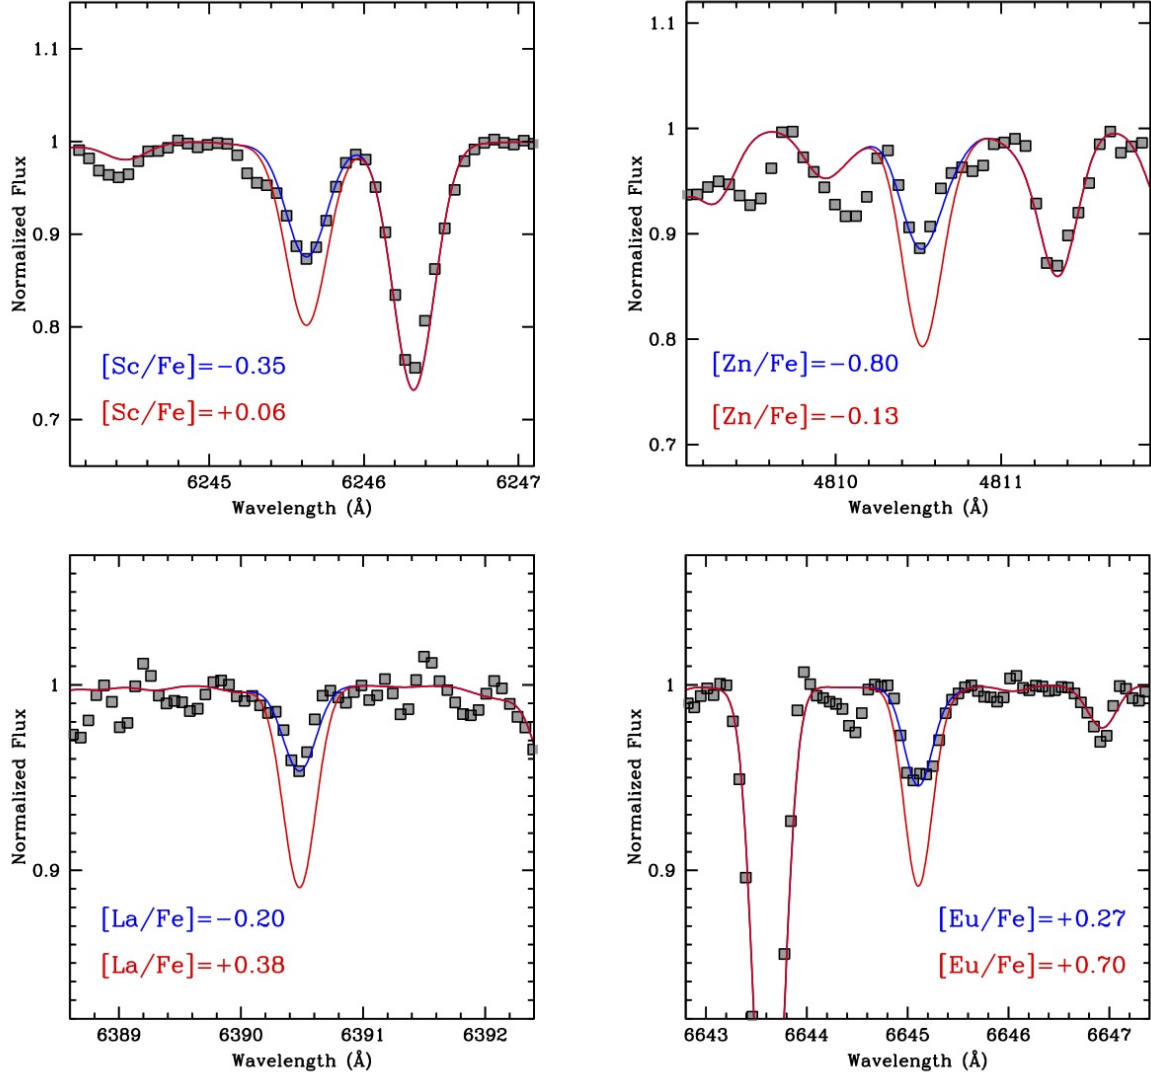 1.1
1
0.9
0.8
0.7
Normalized Flux
[Sc/Fe]=−0.35
[Sc/Fe]=+0.06
6245 6246 6247
Wavelength (Å)
1.1
1
0.9
0.8
0.7
Normalized Flux
[Zn/Fe]=−0.80
[Zn/Fe]=−0.13
4810 4811
Wavelength (Å)
1
0.9
Normalized Flux
[La/Fe]=−0.20
[La/Fe]=+0.38
6389 6390 6391 6392
Wavelength (Å)
1
0.9
Normalized Flux
[Eu/Fe]=+0.27
[Eu/Fe]=+0.70
6643 6644 6645 6646 6647
Wavelength (Å)